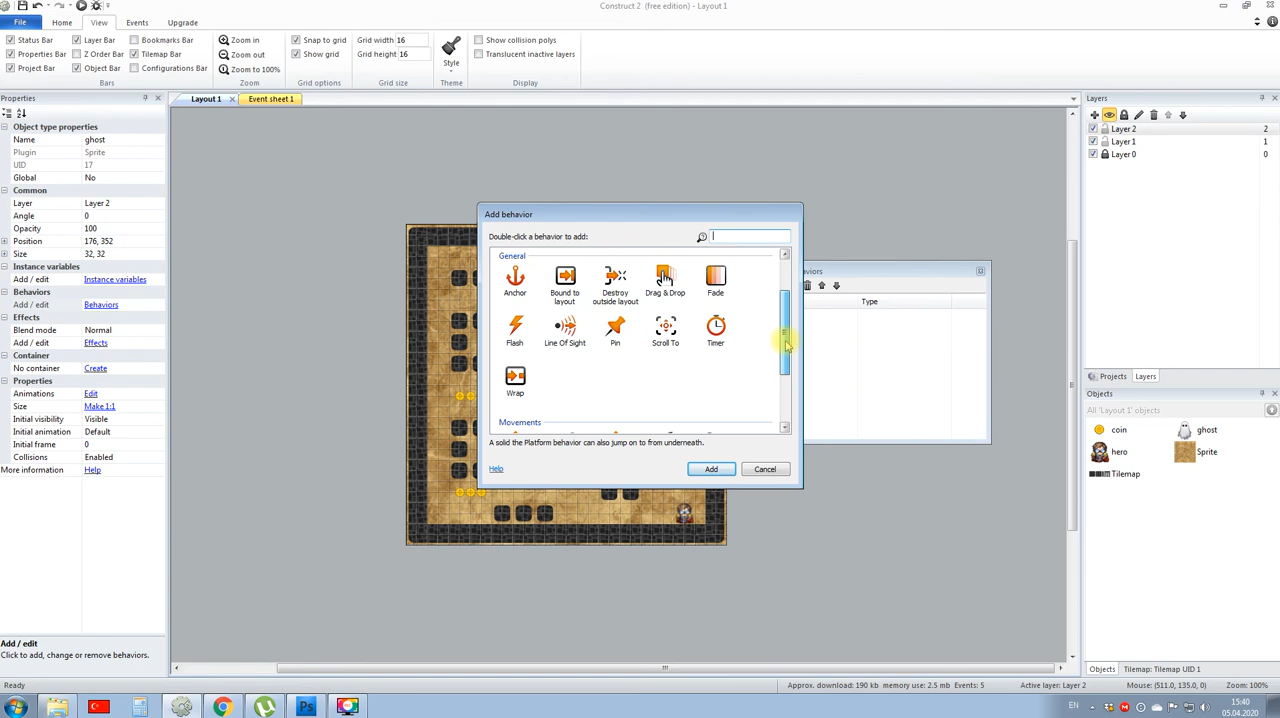 Construct 2 (free edition) - Layout 1
File Home View Events Upgrade
Status Bar Layer Bar Bookmarks Bar Zoom in Snap to grid Grid width 16 Show collision polys
Properties Bar Z Order Bar Tilemap Bar Zoom out Show grid Grid height 16 Translucent inactive layers
Project Bar Object Bar Configurations Bar Zoom to 100% Style
Bars Zoom Grid options Grid size Theme Display
Properties
Layout 1 Event sheet 1
Object type properties
Name ghost
Plugin Sprite
UID 17
Global No
Common
Layer Layer 2
Angle 0
Opacity 100
Position 176, 352
Size 32, 32
Instance variables
Add / edit Instance variables
Behaviors
Add / edit Behaviors
Effects
Blend mode Normal
Add / edit Effects
Container
No container Create
Properties
Animations Edit
Size Make 1:1
Initial visibility Visible
Initial animation Default
Initial frame 0
Collisions Enabled
More information Help
Add / edit
Click to add, change or remove behaviors.
Add behavior
Double-click a behavior to add:
General
Anchor Bound to layout Destroy outside layout Drag & Drop Fade
Flash Line Of Sight Pin Scroll To Timer
Wrap
Movements
A solid the Platform behavior can also jump on to from underneath.
Help Add Cancel
aviors
Type
Layers
Layer 2 2
Layer 1 1
Layer 0 0
Projects Layers
Objects
All 'Layout 1' objects
coin ghost
hero Sprite
Tilemap
Objects Tilemap: Tilemap UID 1
Ready Approx. download: 190 kb memory use: 2.5 mb Events: 5 Active layer: Layer 2 Mouse: (511.0, 135.0, 0) Zoom: 100%
Ps
EN 15:40
05.04.2020